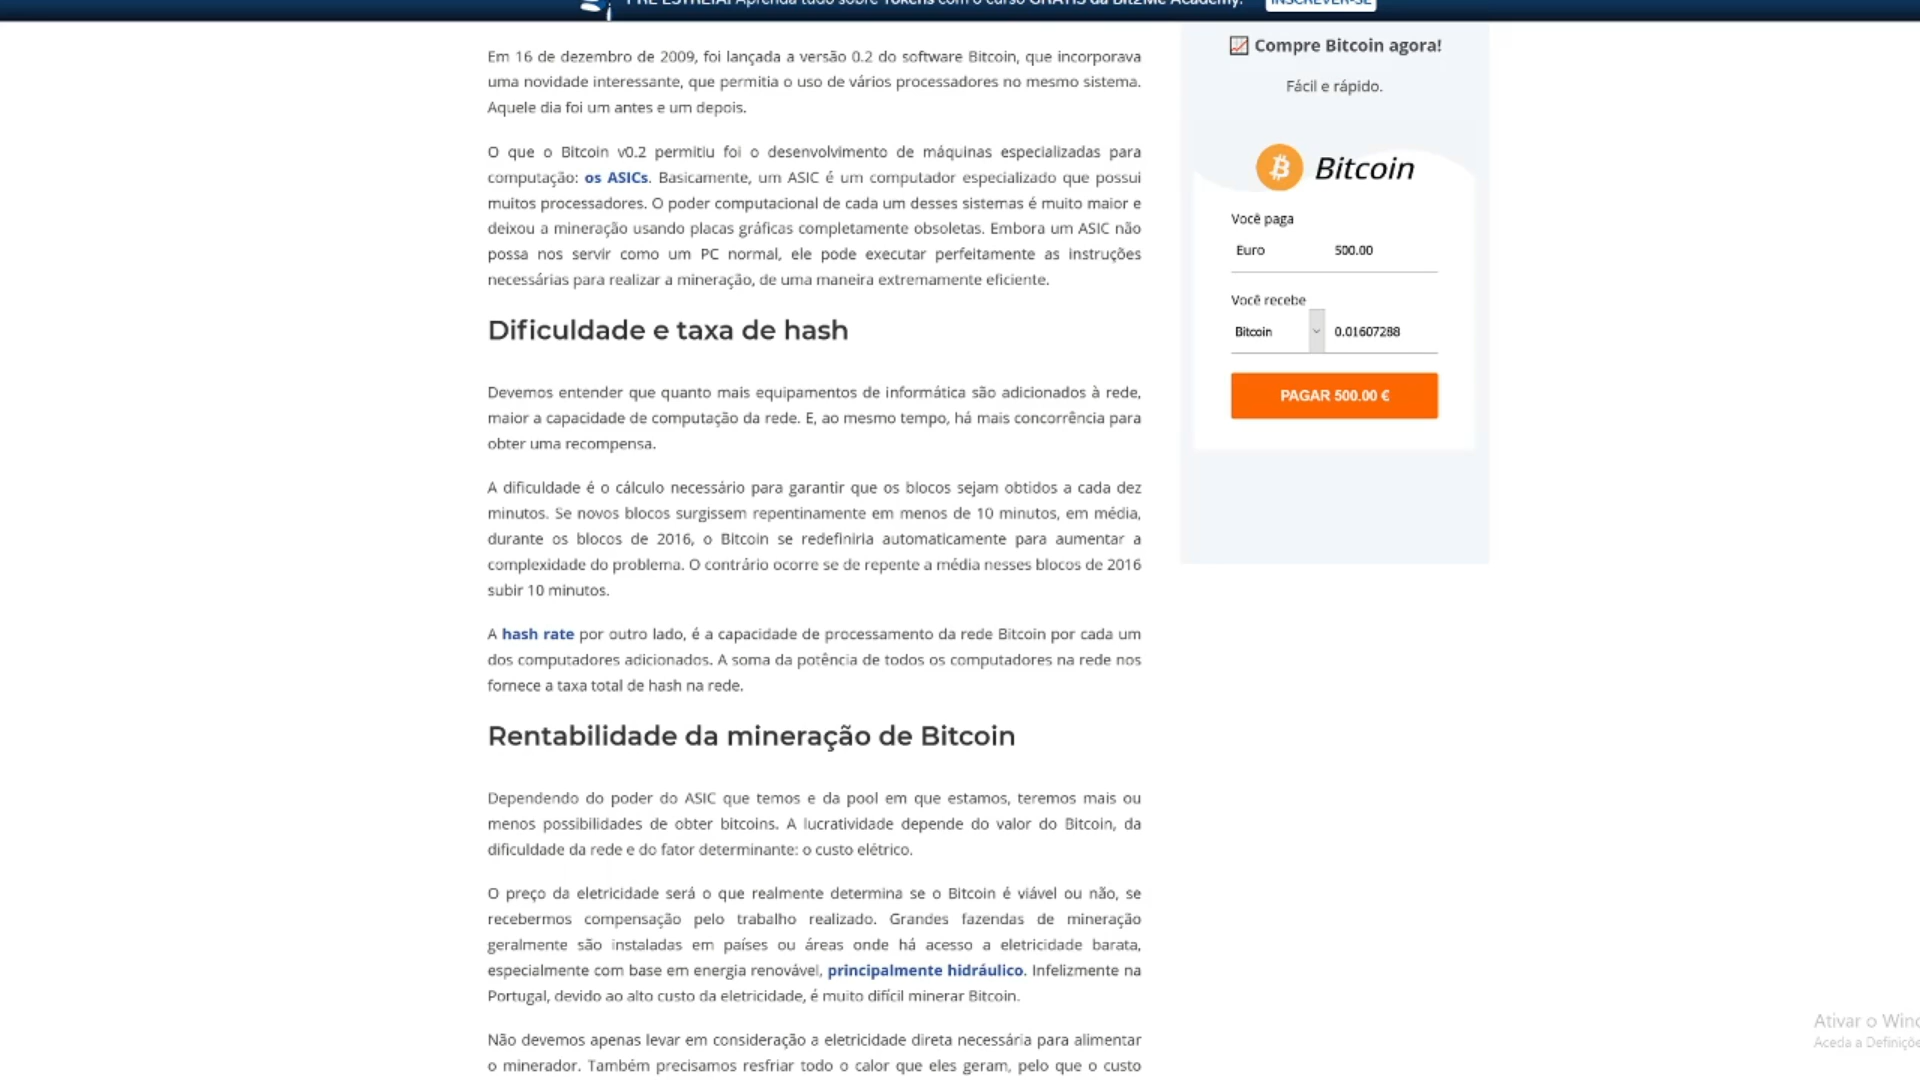 PRÉ ESTREIA! Aprenda tudo sobre Tokens com o curso GRÁTIS da Bit2Me Academy. INSCREVER-SE
Em 16 de dezembro de 2009, foi lançada a versão 0.2 do software Bitcoin, que incorporava
uma novidade interessante, que permitia o uso de vários processadores no mesmo sistema.
Aquele dia foi um antes e um depois.
O que o Bitcoin v0.2 permitiu foi o desenvolvimento de máquinas especializadas para
computação: os ASICs. Basicamente, um ASIC é um computador especializado que possui
muitos processadores. O poder computacional de cada um desses sistemas é muito maior e
deixou a mineração usando placas gráficas completamente obsoletas. Embora um ASIC não
possa nos servir como um PC normal, ele pode executar perfeitamente as instruções
necessárias para realizar a mineração, de uma maneira extremamente eficiente.
Dificuldade e taxa de hash
Devemos entender que quanto mais equipamentos de informática são adicionados à rede,
maior a capacidade de computação da rede. E, ao mesmo tempo, há mais concorrência para
obter uma recompensa.
A dificuldade é o cálculo necessário para garantir que os blocos sejam obtidos a cada dez
minutos. Se novos blocos surgissem repentinamente em menos de 10 minutos, em média,
durante os blocos de 2016, o Bitcoin se redefiniria automaticamente para aumentar a
complexidade do problema. O contrário ocorre se de repente a média nesses blocos de 2016
subir 10 minutos.
A hash rate por outro lado, é a capacidade de processamento da rede Bitcoin por cada um
dos computadores adicionados. A soma da potência de todos os computadores na rede nos
fornece a taxa total de hash na rede.
Rentabilidade da mineração de Bitcoin
Dependendo do poder do ASIC que temos e da pool em que estamos, teremos mais ou
menos possibilidades de obter bitcoins. A lucratividade depende do valor do Bitcoin, da
dificuldade da rede e do fator determinante: o custo elétrico.
O preço da eletricidade será o que realmente determina se o Bitcoin é viável ou não, se
recebermos compensação pelo trabalho realizado. Grandes fazendas de mineração
geralmente são instaladas em países ou áreas onde há acesso a eletricidade barata,
especialmente com base em energia renovável, principalmente hidráulico. Infelizmente na
Portugal, devido ao alto custo da eletricidade, é muito difícil minerar Bitcoin.
Não devemos apenas levar em consideração a eletricidade direta necessária para alimentar
o minerador. Também precisamos resfriar todo o calor que eles geram, pelo que o custo
Compre Bitcoin agora!
Fácil e rápido.
Bitcoin
Você paga
Euro 500.00
Você recebe
Bitcoin 0.01607288
PAGAR 500.00 €
Ativar o Wind
Aceda a Definiçõe